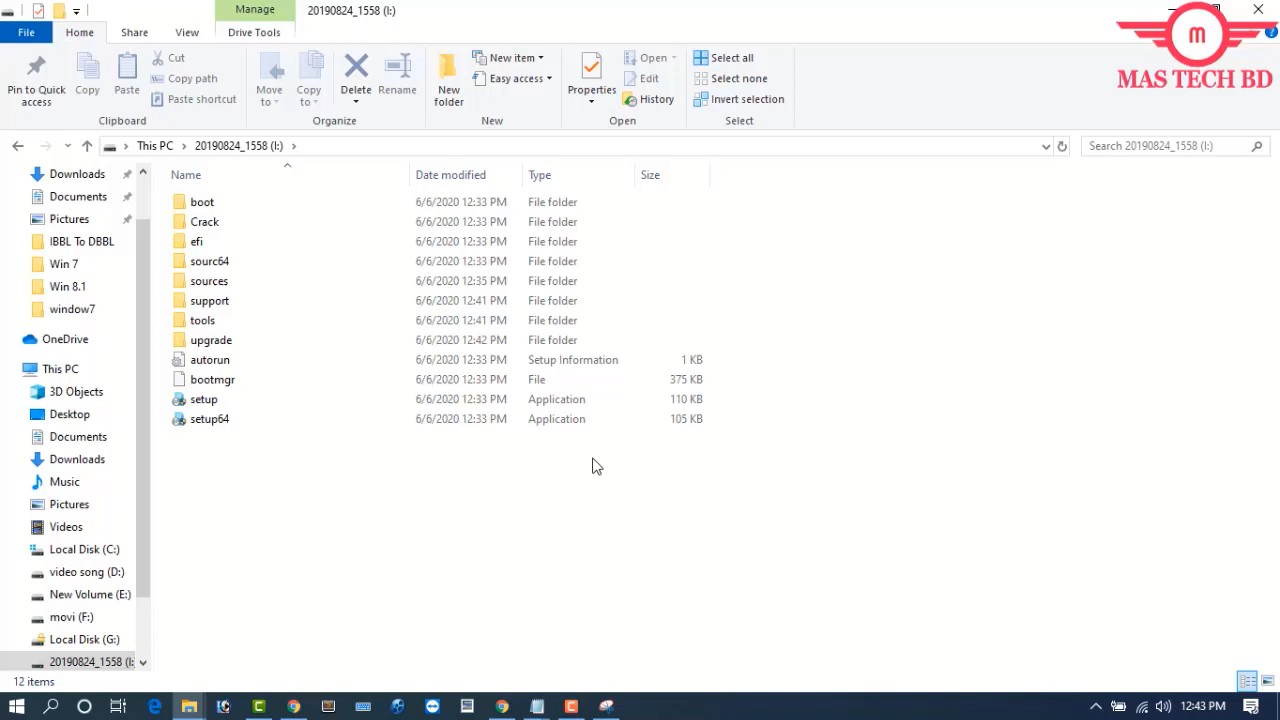 Manage
20190824_1558 (I:)
File
Home
Share
View
Drive Tools
M
MAS TECH BD
Pin to Quick access
Copy
Paste
Cut
Copy path
Paste shortcut
Clipboard
Move to
Copy to
Delete
Rename
Organize
New folder
New item
Easy access
New
Properties
Open
Edit
History
Open
Select all
Select none
Invert selection
Select
This PC
20190824_1558 (I:)
Search 20190824_1558 (I:)
Downloads
Documents
Pictures
IBBL To DBBL
Win 7
Win 8.1
window7
OneDrive
This PC
3D Objects
Desktop
Documents
Downloads
Music
Pictures
Videos
Local Disk (C:)
video song (D:)
New Volume (E:)
movi (F:)
Local Disk (G:)
20190824_1558 (I:
Name Date modified Type Size
boot 6/6/2020 12:33 PM File folder
Crack 6/6/2020 12:33 PM File folder
efi 6/6/2020 12:33 PM File folder
sourc64 6/6/2020 12:33 PM File folder
sources 6/6/2020 12:35 PM File folder
support 6/6/2020 12:41 PM File folder
tools 6/6/2020 12:41 PM File folder
upgrade 6/6/2020 12:42 PM File folder
autorun 6/6/2020 12:33 PM Setup Information 1 KB
bootmgr 6/6/2020 12:33 PM File 375 KB
setup 6/6/2020 12:33 PM Application 110 KB
setup64 6/6/2020 12:33 PM Application 105 KB
12 items
12:43 PM